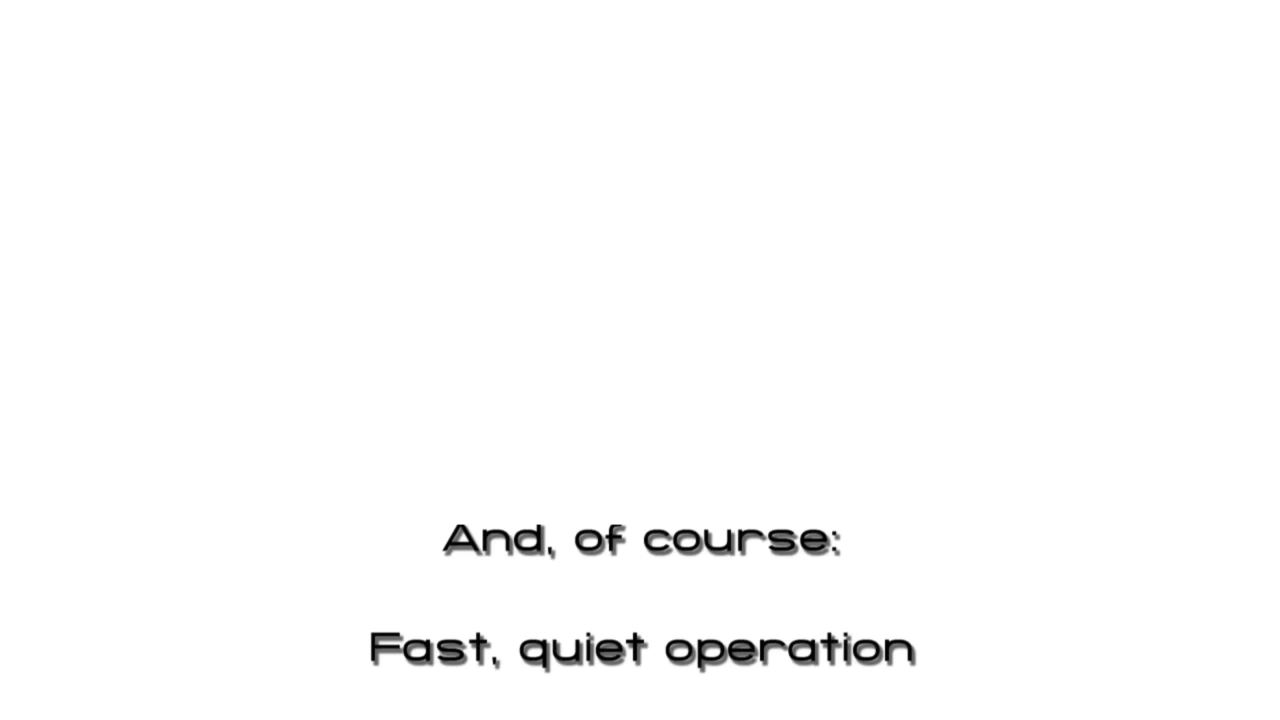 And, of course:
Fast, quiet operation